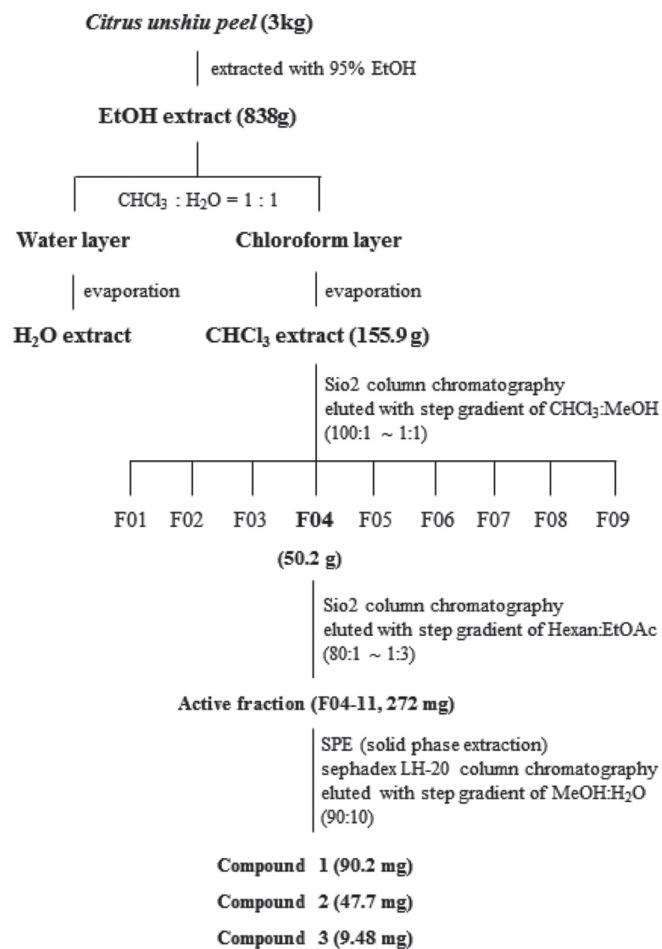 Citrus unshiu peel (3kg)
extracted with 95% EtOH
EtOH extract (838g)
CHCl₃ : H₂O = 1 : 1
Water layer
Chloroform layer
evaporation
evaporation
H₂O extract
CHCl₃ extract (155.9 g)
Sio2 column chromatography
eluted with step gradient of CHCl₃:MeOH
(100:1 ~ 1:1)
F01 F02 F03 F04 F05 F06 F07 F08 F09
(50.2 g)
Sio2 column chromatography
eluted with step gradient of Hexan:EtOAc
(80:1 ~ 1:3)
Active fraction (F04-11, 272 mg)
SPE (solid phase extraction)
sephadex LH-20 column chromatography
eluted with step gradient of MeOH:H₂O
(90:10)
Compound 1 (90.2 mg)
Compound 2 (47.7 mg)
Compound 3 (9.48 mg)